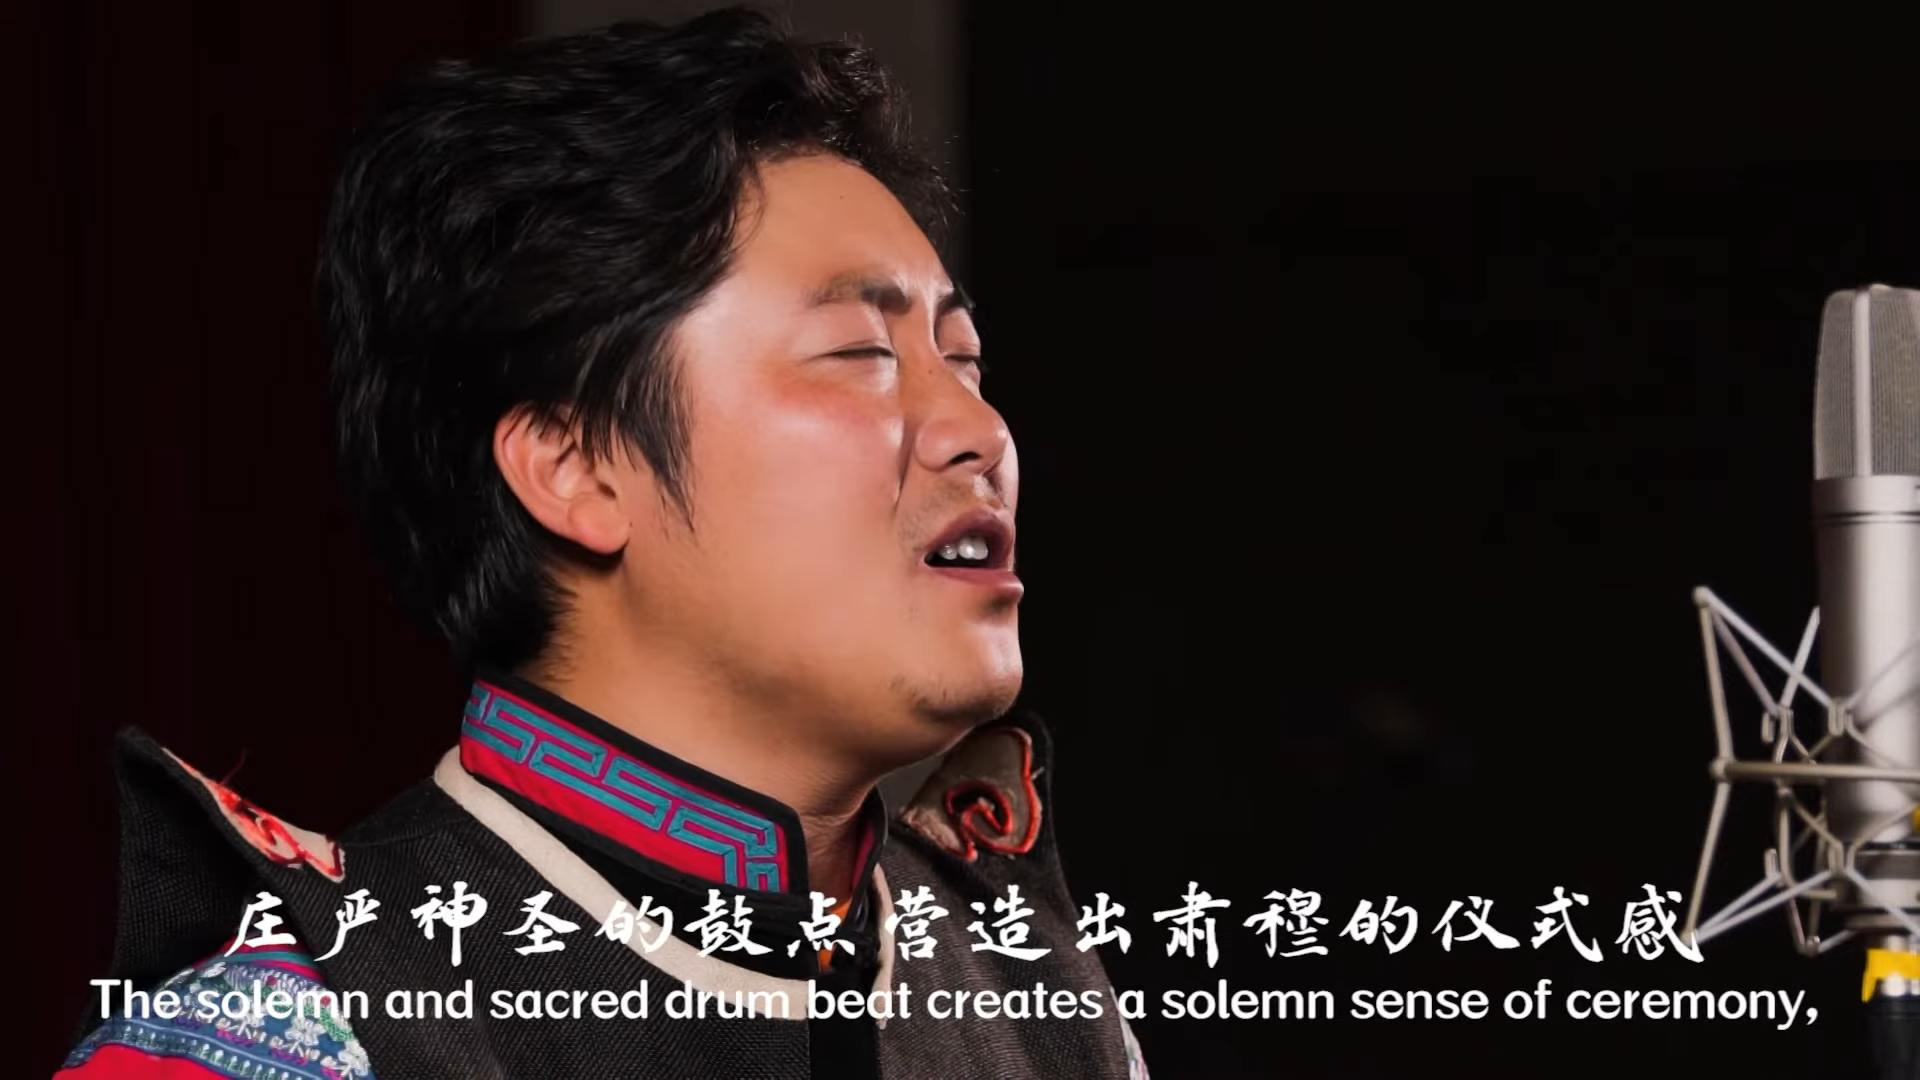 庄严神圣的鼓点营造出肃穆的仪式感
The solemn and sacred drum beat creates a solemn sense of ceremony,